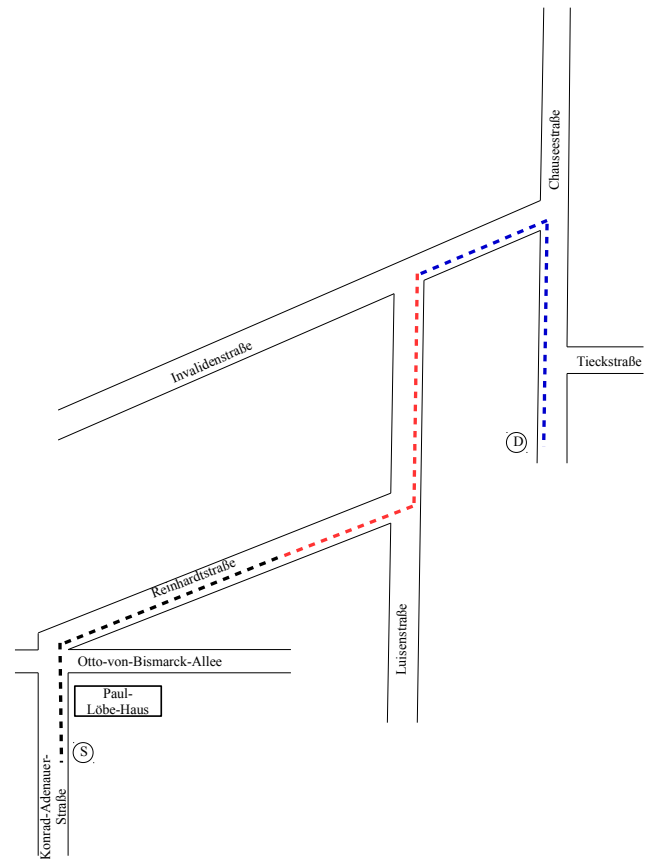 Chauseestraße
Invalidenstraße
Tieckstraße
D
Reinhardtstraße
Luisenstraße
Otto-von-Bismarck-Allee
Paul-
Löbe-Haus
S
Konrad-Adenauer-
Straße